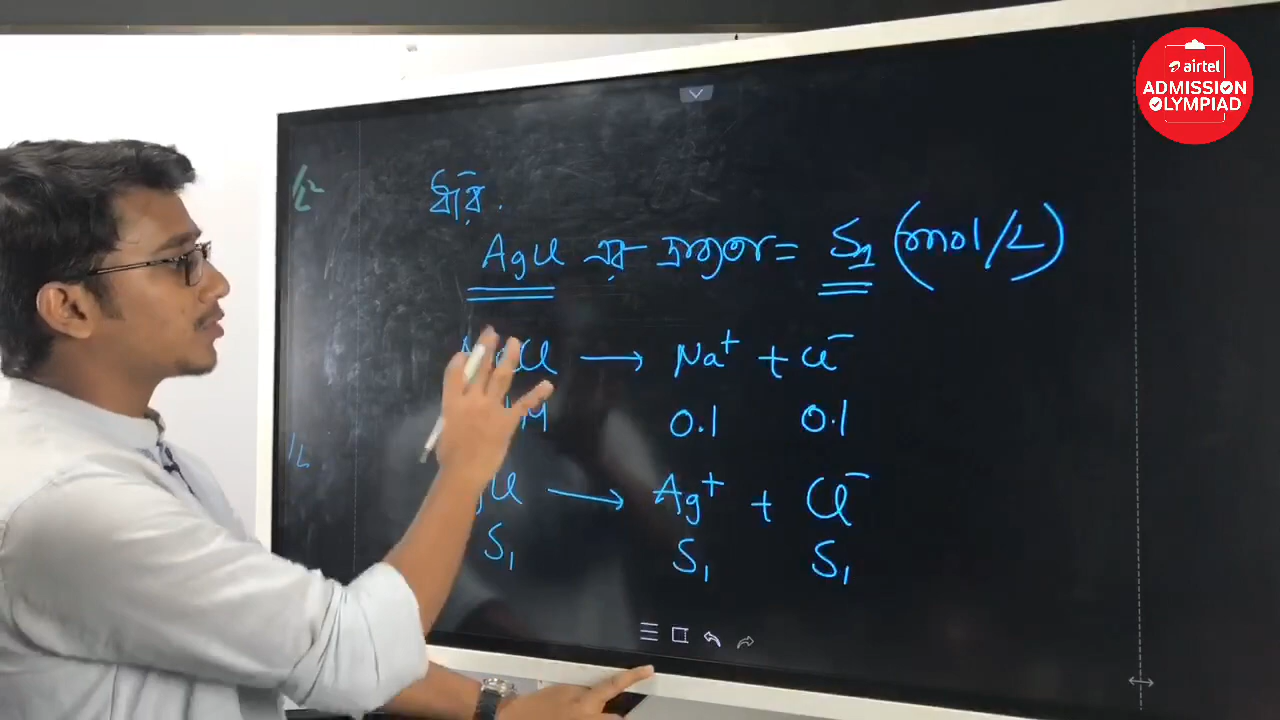 airtel
ADMISSION
OLYMPIAD
ধরি.
AgCl এর দ্রাব্যতা = S₁ (mol/L)
Cl → Na⁺ + Cl⁻
M 0.1 0.1
Cl → Ag⁺ + Cl⁻
S₁ S₁ S₁